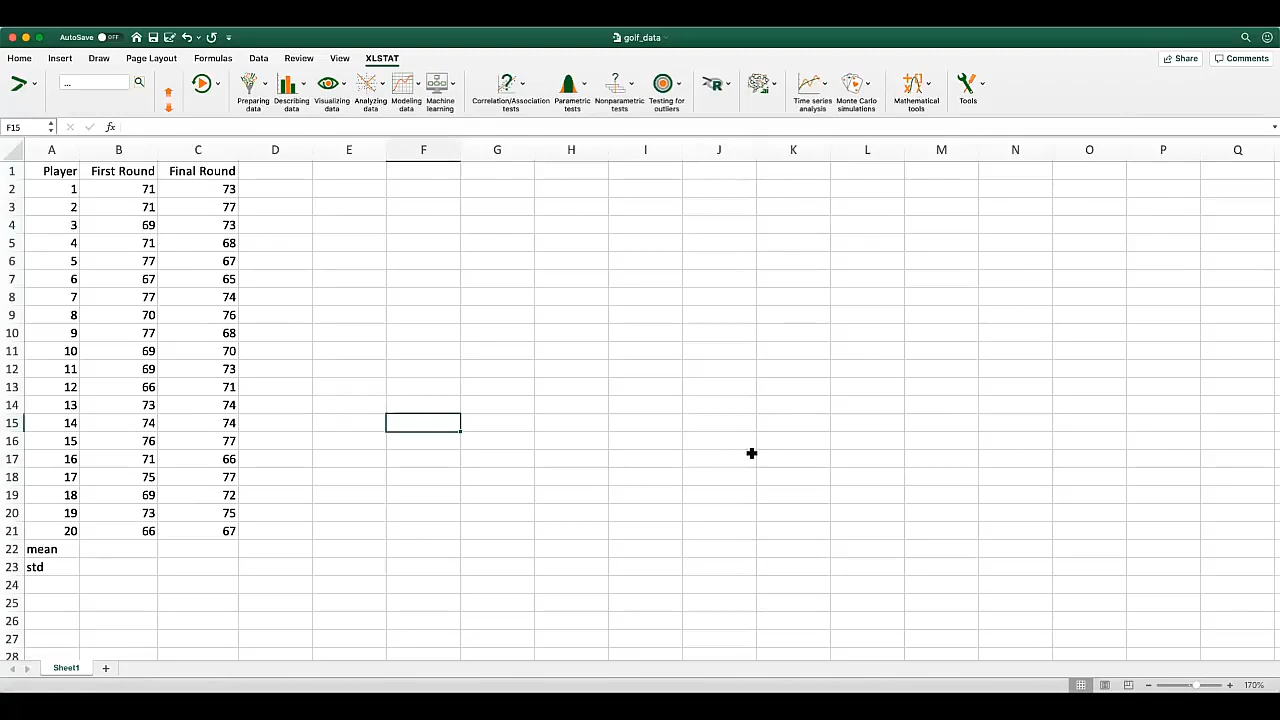 AutoSave OFF golf_data
Home Insert Draw Page Layout Formulas Data Review View XLSTAT Share Comments
...
Preparing data Describing data Visualizing data Analyzing data Modeling data Machine learning Correlation/Association tests Parametric tests Nonparametric tests Testing for outliers R Time series analysis Monte Carlo simulations Mathematical tools Tools
F15 fx
A B C D E F G H I J K L M N O P Q
1 Player First Round Final Round
2 1 71 73
3 2 71 77
4 3 69 73
5 4 71 68
6 5 77 67
7 6 67 65
8 7 77 74
9 8 70 76
10 9 77 68
11 10 69 70
12 11 69 73
13 12 66 71
14 13 73 74
15 14 74 74
16 15 76 77
17 16 71 66
18 17 75 77
19 18 69 72
20 19 73 75
21 20 66 67
22 mean
23 std
24
25
26
27
28
Sheet1 +
170%